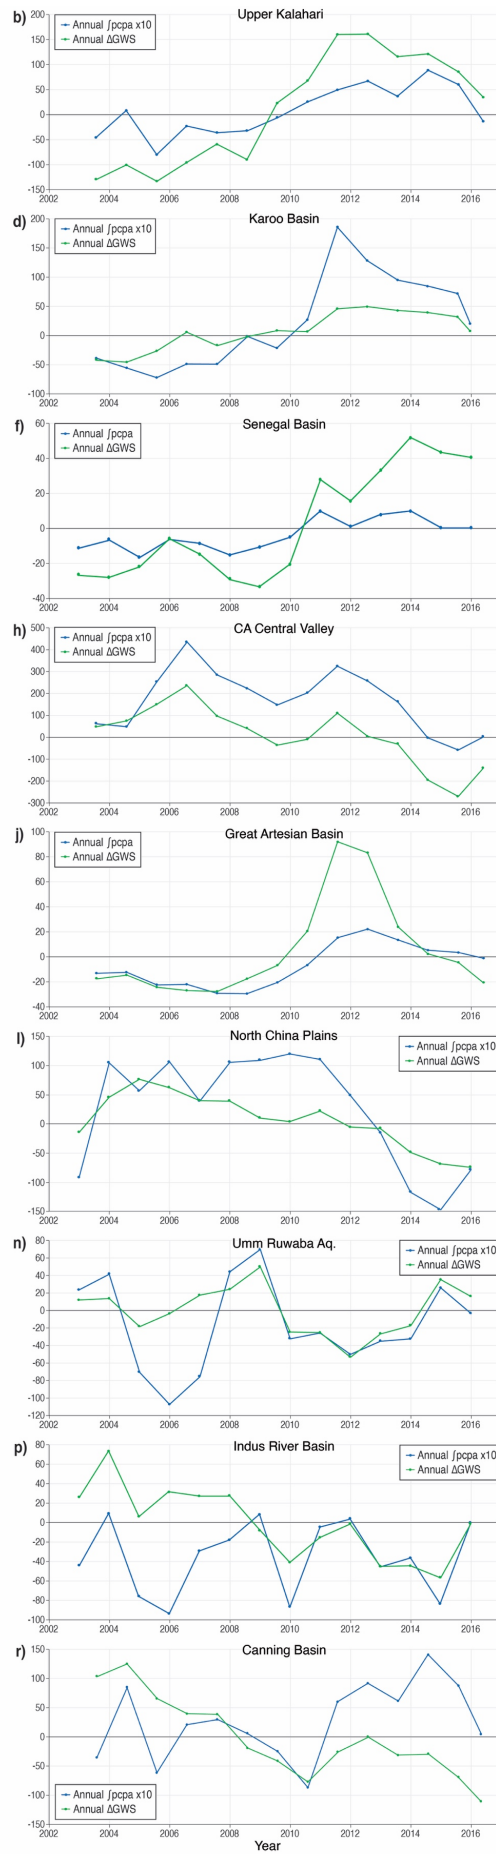 b)
Upper Kalahari
Annual ∫pcpa x10
Annual ΔGWS
200
150
100
50
0
-50
-100
-150
2002 2004 2006 2008 2010 2012 2014 2016
d)
Karoo Basin
Annual ∫pcpa x10
Annual ΔGWS
200
150
100
50
0
-50
-100
2002 2004 2006 2008 2010 2012 2014 2016
f)
Senegal Basin
Annual ∫pcpa
Annual ΔGWS
60
40
20
0
-20
-40
2002 2004 2006 2008 2010 2012 2014 2016
h)
CA Central Valley
Annual ∫pcpa x10
Annual ΔGWS
500
400
300
200
100
0
-100
-200
-300
2002 2004 2006 2008 2010 2012 2014 2016
j)
Great Artesian Basin
Annual ∫pcpa
Annual ΔGWS
100
80
60
40
20
0
-20
-40
2002 2004 2006 2008 2010 2012 2014 2016
l)
North China Plains
Annual ∫pcpa x10
Annual ΔGWS
150
100
50
0
-50
-100
-150
2002 2004 2006 2008 2010 2012 2014 2016
n)
Umm Ruwaba Aq.
Annual ∫pcpa x10
Annual ΔGWS
80
60
40
20
0
-20
-40
-60
-80
-100
-120
2002 2004 2006 2008 2010 2012 2014 2016
p)
Indus River Basin
Annual ∫pcpa x10
Annual ΔGWS
80
60
40
20
0
-20
-40
-60
-80
-100
2002 2004 2006 2008 2010 2012 2014 2016
r)
Canning Basin
Annual ∫pcpa x10
Annual ΔGWS
150
100
50
0
-50
-100
-150
2002 2004 2006 2008 2010 2012 2014 2016
Year